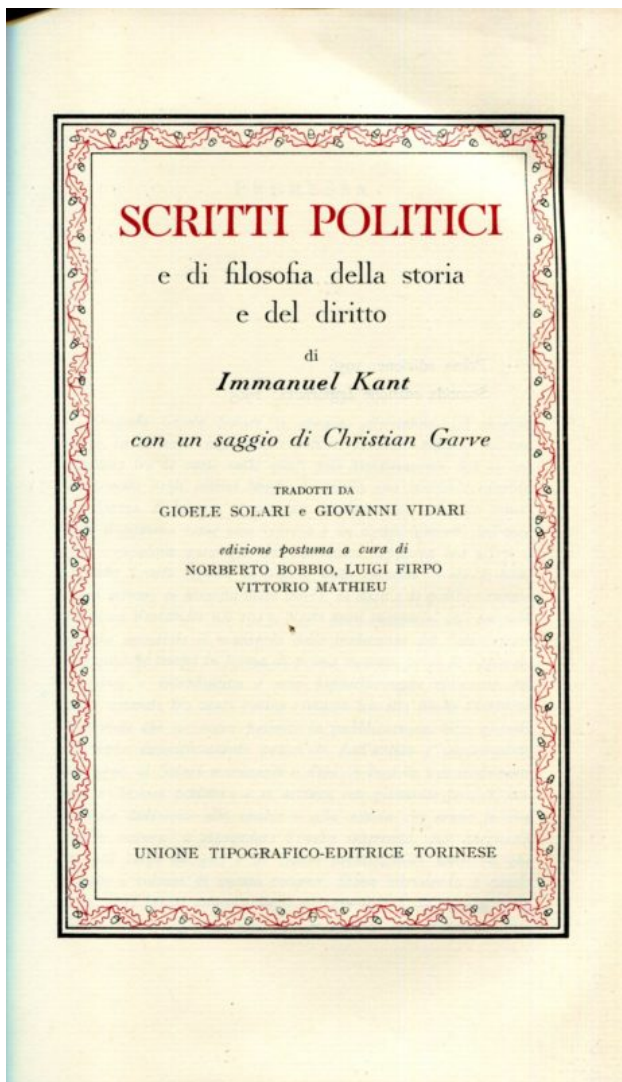 SCRITTI POLITICI
e di filosofia della storia
e del diritto
di
Immanuel Kant
con un saggio di Christian Garve
TRADOTTI DA
GIOELE SOLARI e GIOVANNI VIDARI
edizione postuma a cura di
NORBERTO BOBBIO, LUIGI FIRPO
VITTORIO MATHIEU
UNIONE TIPOGRAFICO-EDITRICE TORINESE